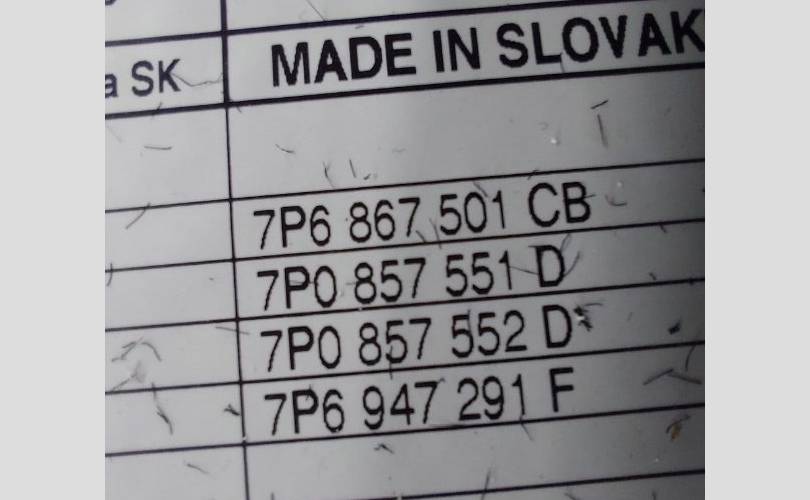 a SK MADE IN SLOVAK
7P6 867 501 CB
7P0 857 551 D
7P0 857 552 D
7P6 947 291 F